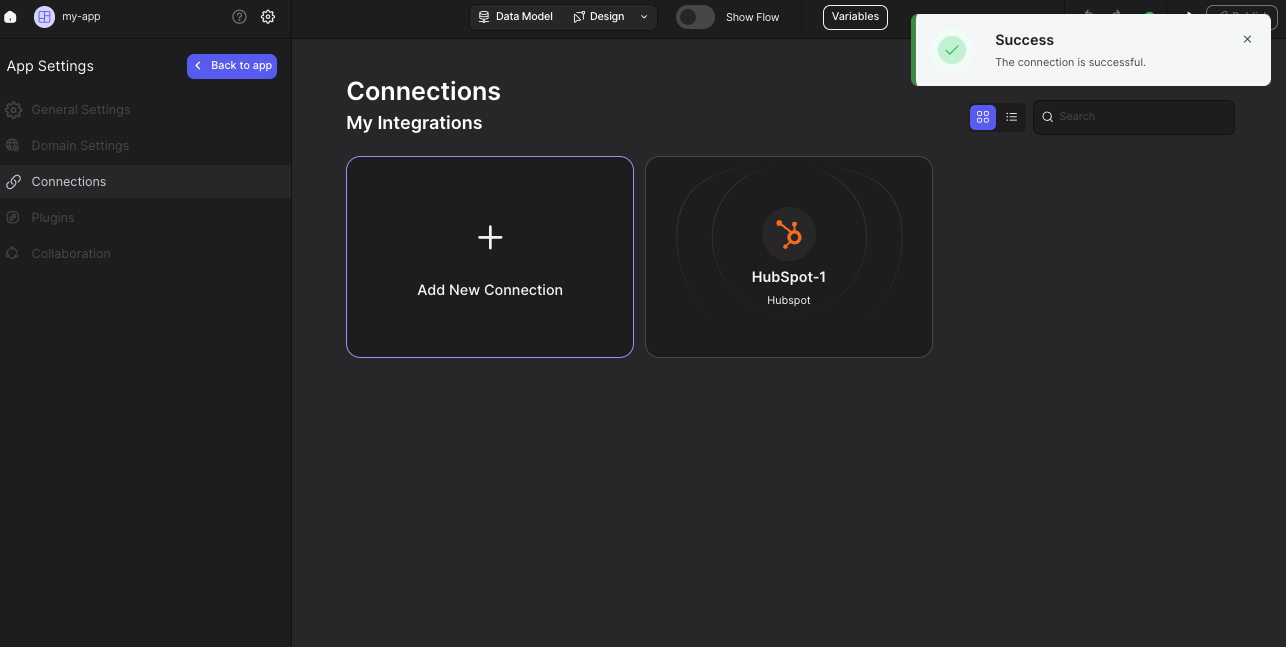 my-app
Data Model
Design
Show Flow
Variables
Success
The connection is successful.
App Settings
Back to app
General Settings
Domain Settings
Connections
Plugins
Collaboration
Connections
My Integrations
Search
Add New Connection
HubSpot-1
Hubspot